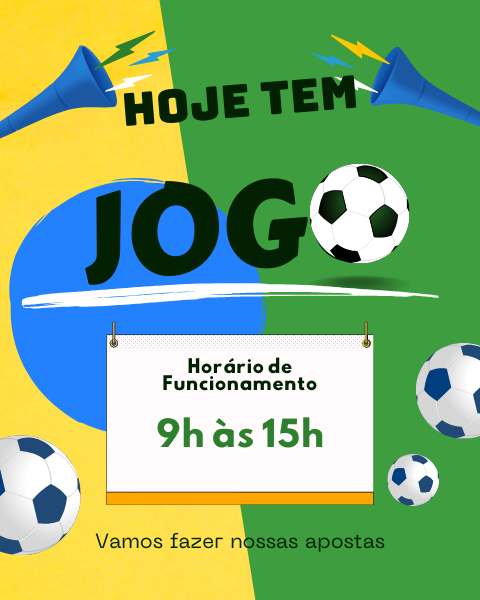 HOJE TEM
JOGO
Horário de
Funcionamento
9h às 15h
Vamos fazer nossas apostas